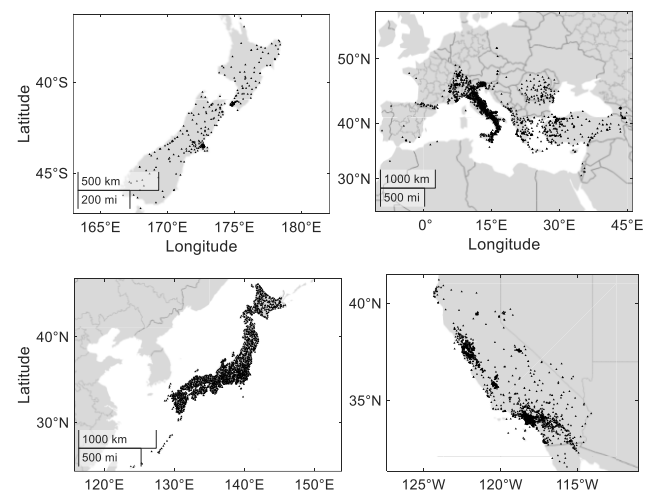 40°S
45°S
Latitude
500 km
200 mi
165°E 170°E 175°E 180°E
Longitude
50°N
40°N
30°N
Latitude
1000 km
500 mi
0° 15°E 30°E 45°E
Longitude
40°N
30°N
Latitude
1000 km
500 mi
120°E 130°E 140°E 150°E
40°N
35°N
125°W 120°W 115°W